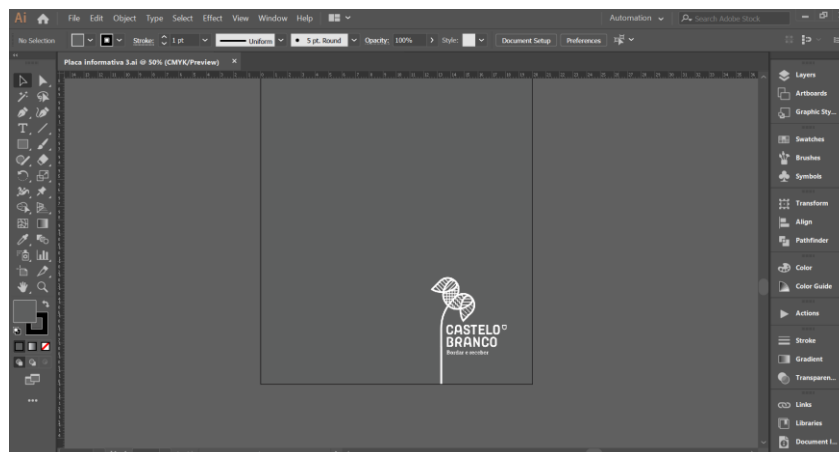 Ai File Edit Object Type Select Effect View Window Help Automation Search Adobe Stock
No Selection Stroke: 1 pt Uniform 5 pt. Round Opacity: 100% Style: Document Setup Preferences
Placa informativa 3.ai @ 50% (CMYK/Preview) ×
Layers
Artboards
Graphic Sty...
Swatches
Brushes
Symbols
Transform
Align
Pathfinder
Color
Color Guide
Actions
Stroke
Gradient
Transparen...
Links
Libraries
Document I...
CASTELO
BRANCO
Bordar e receber